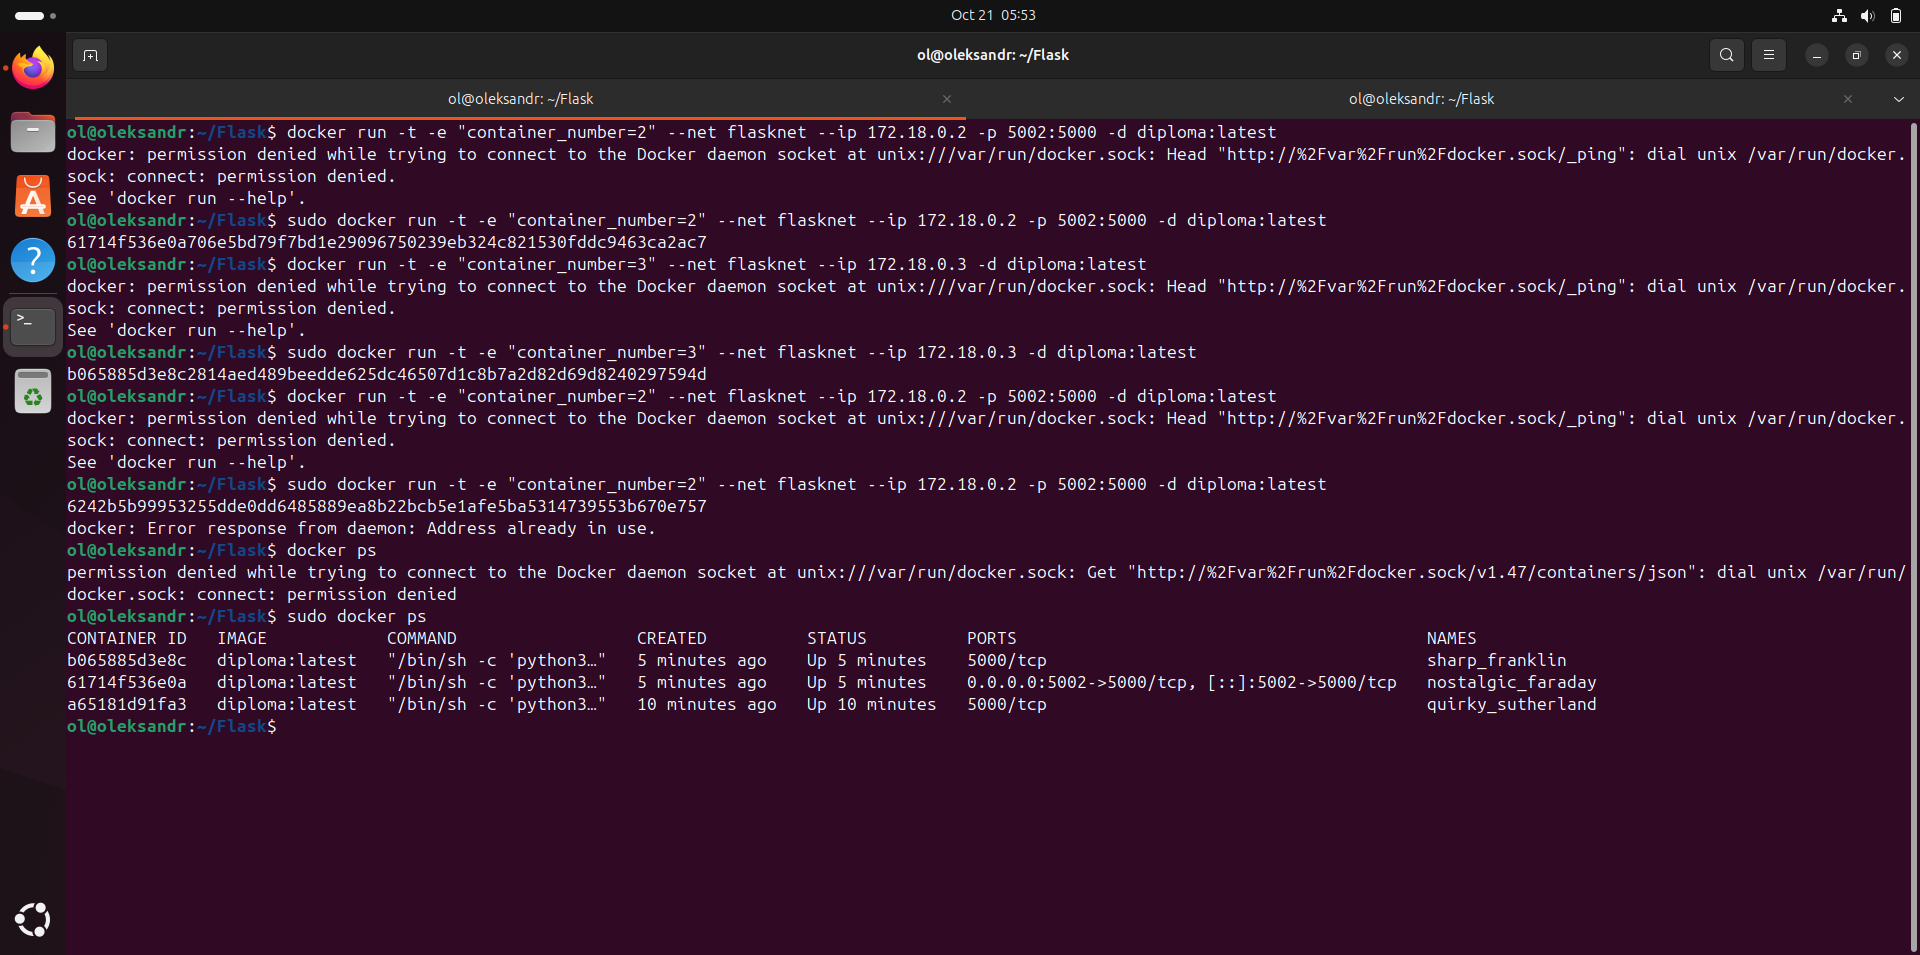 Oct 21 05:53
ol@oleksandr: ~/Flask
ol@oleksandr: ~/Flask
ol@oleksandr: ~/Flask
ol@oleksandr:~/Flask$ docker run -t -e "container_number=2" --net flasknet --ip 172.18.0.2 -p 5002:5000 -d diploma:latest
docker: permission denied while trying to connect to the Docker daemon socket at unix:///var/run/docker.sock: Head "http://%2Fvar%2Frun%2Fdocker.sock/_ping": dial unix /var/run/docker.
sock: connect: permission denied.
See 'docker run --help'.
ol@oleksandr:~/Flask$ sudo docker run -t -e "container_number=2" --net flasknet --ip 172.18.0.2 -p 5002:5000 -d diploma:latest
61714f536e0a706e5bd79f7bd1e29096750239eb324c821530fddc9463ca2ac7
ol@oleksandr:~/Flask$ docker run -t -e "container_number=3" --net flasknet --ip 172.18.0.3 -d diploma:latest
docker: permission denied while trying to connect to the Docker daemon socket at unix:///var/run/docker.sock: Head "http://%2Fvar%2Frun%2Fdocker.sock/_ping": dial unix /var/run/docker.
sock: connect: permission denied.
See 'docker run --help'.
ol@oleksandr:~/Flask$ sudo docker run -t -e "container_number=3" --net flasknet --ip 172.18.0.3 -d diploma:latest
b065885d3e8c2814aed489beedde625dc46507d1c8b7a2d82d69d8240297594d
ol@oleksandr:~/Flask$ docker run -t -e "container_number=2" --net flasknet --ip 172.18.0.2 -p 5002:5000 -d diploma:latest
docker: permission denied while trying to connect to the Docker daemon socket at unix:///var/run/docker.sock: Head "http://%2Fvar%2Frun%2Fdocker.sock/_ping": dial unix /var/run/docker.
sock: connect: permission denied.
See 'docker run --help'.
ol@oleksandr:~/Flask$ sudo docker run -t -e "container_number=2" --net flasknet --ip 172.18.0.2 -p 5002:5000 -d diploma:latest
6242b5b99953255dde0dd6485889ea8b22bcb5e1afe5ba5314739553b670e757
docker: Error response from daemon: Address already in use.
ol@oleksandr:~/Flask$ docker ps
permission denied while trying to connect to the Docker daemon socket at unix:///var/run/docker.sock: Get "http://%2Fvar%2Frun%2Fdocker.sock/v1.47/containers/json": dial unix /var/run/
docker.sock: connect: permission denied
ol@oleksandr:~/Flask$ sudo docker ps
CONTAINER ID   IMAGE            COMMAND                  CREATED          STATUS          PORTS                                         NAMES
b065885d3e8c   diploma:latest   "/bin/sh -c 'python3…"   5 minutes ago    Up 5 minutes    5000/tcp                                      sharp_franklin
61714f536e0a   diploma:latest   "/bin/sh -c 'python3…"   5 minutes ago    Up 5 minutes    0.0.0.0:5002->5000/tcp, [::]:5002->5000/tcp   nostalgic_faraday
a65181d91fa3   diploma:latest   "/bin/sh -c 'python3…"   10 minutes ago   Up 10 minutes   5000/tcp                                      quirky_sutherland
ol@oleksandr:~/Flask$